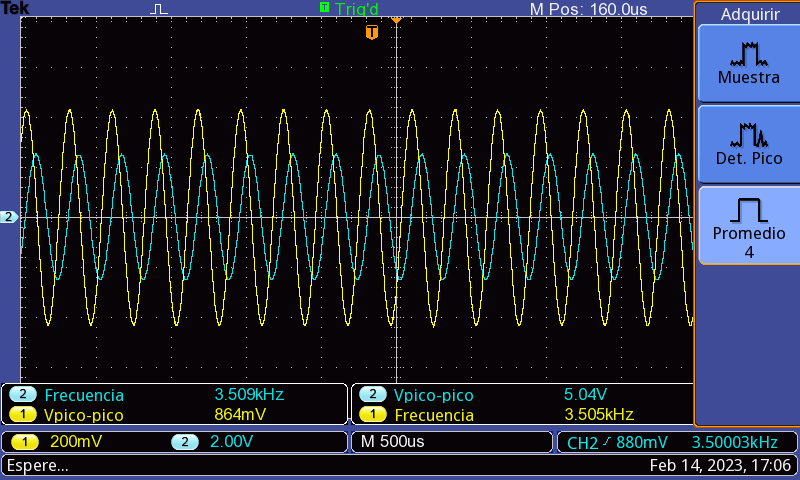 Tek T Trig'd M Pos: 160.0us
Adquirir
T
Muestra
Det. Pico
Promedio
4
2
2 Frecuencia 3.509kHz
1 Vpico-pico 864mV
2 Vpico-pico 5.04V
1 Frecuencia 3.505kHz
1 200mV 2 2.00V M 500us CH2 880mV 3.50003kHz
Espere... Feb 14, 2023, 17:06